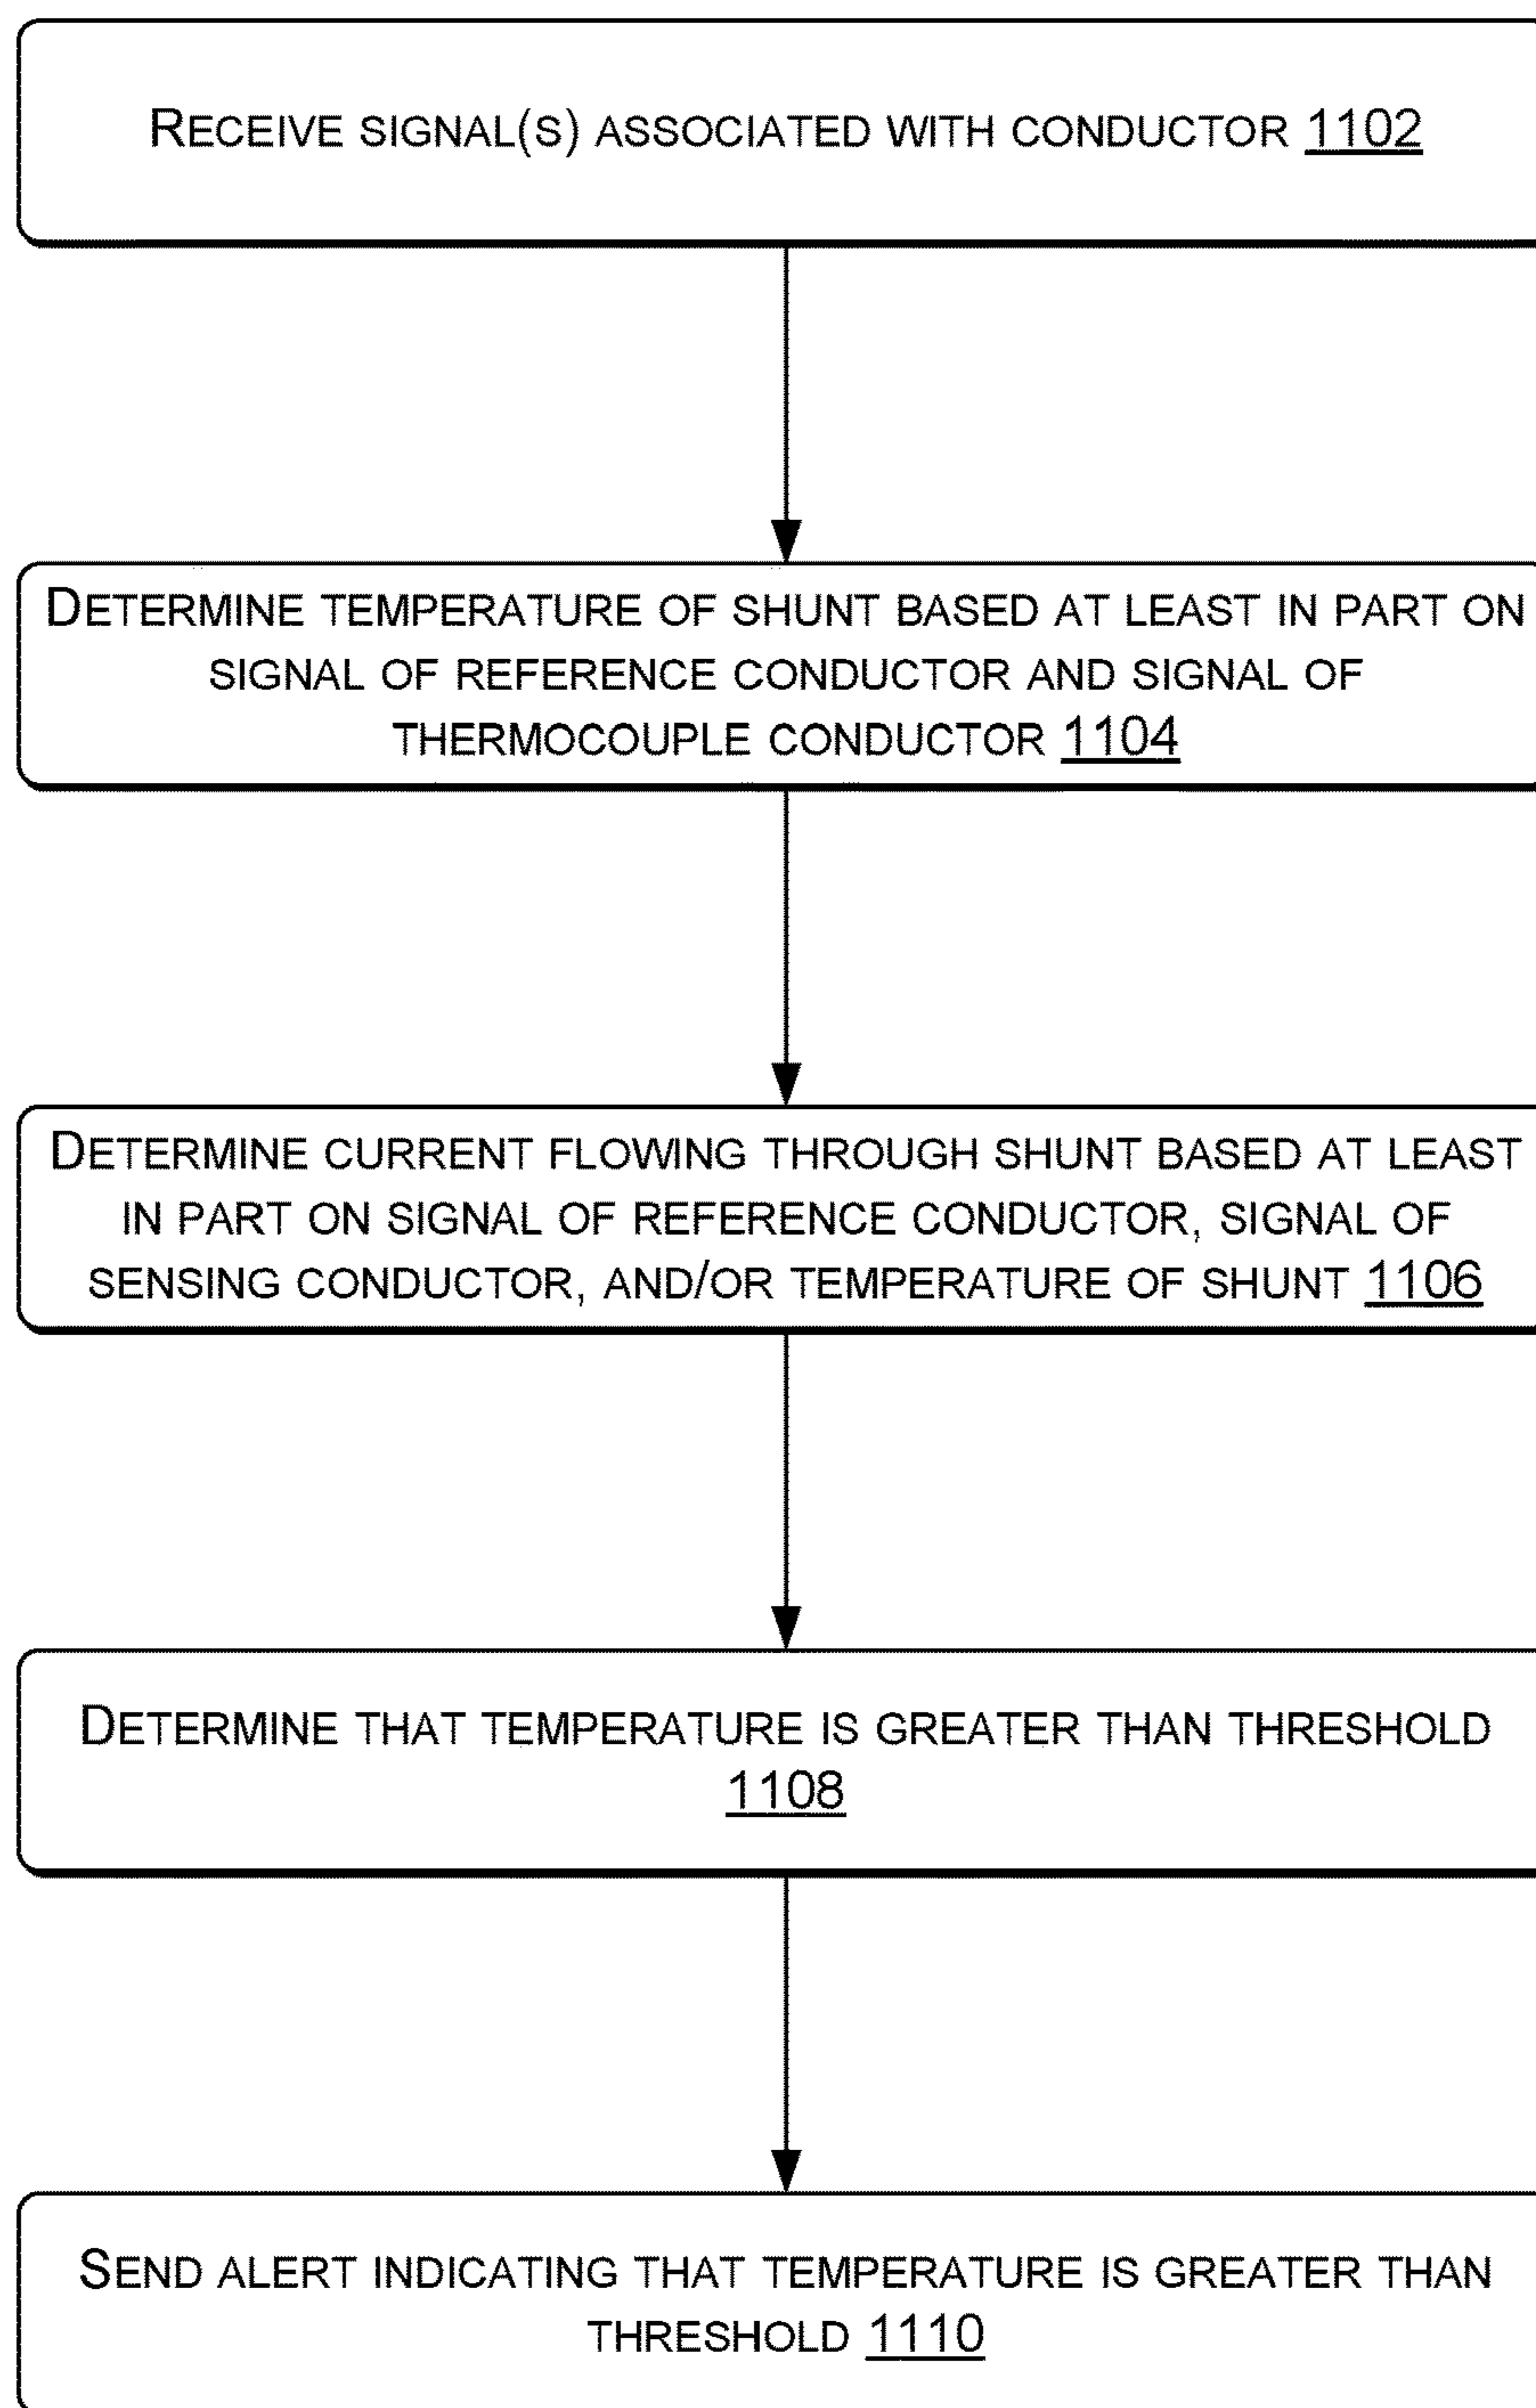 RECEIVE SIGNAL(S) ASSOCIATED WITH CONDUCTOR 1102
DETERMINE TEMPERATURE OF SHUNT BASED AT LEAST IN PART ON
SIGNAL OF REFERENCE CONDUCTOR AND SIGNAL OF
THERMOCOUPLE CONDUCTOR 1104
DETERMINE CURRENT FLOWING THROUGH SHUNT BASED AT LEAST
IN PART ON SIGNAL OF REFERENCE CONDUCTOR, SIGNAL OF
SENSING CONDUCTOR, AND/OR TEMPERATURE OF SHUNT 1106
DETERMINE THAT TEMPERATURE IS GREATER THAN THRESHOLD
1108
SEND ALERT INDICATING THAT TEMPERATURE IS GREATER THAN
THRESHOLD 1110